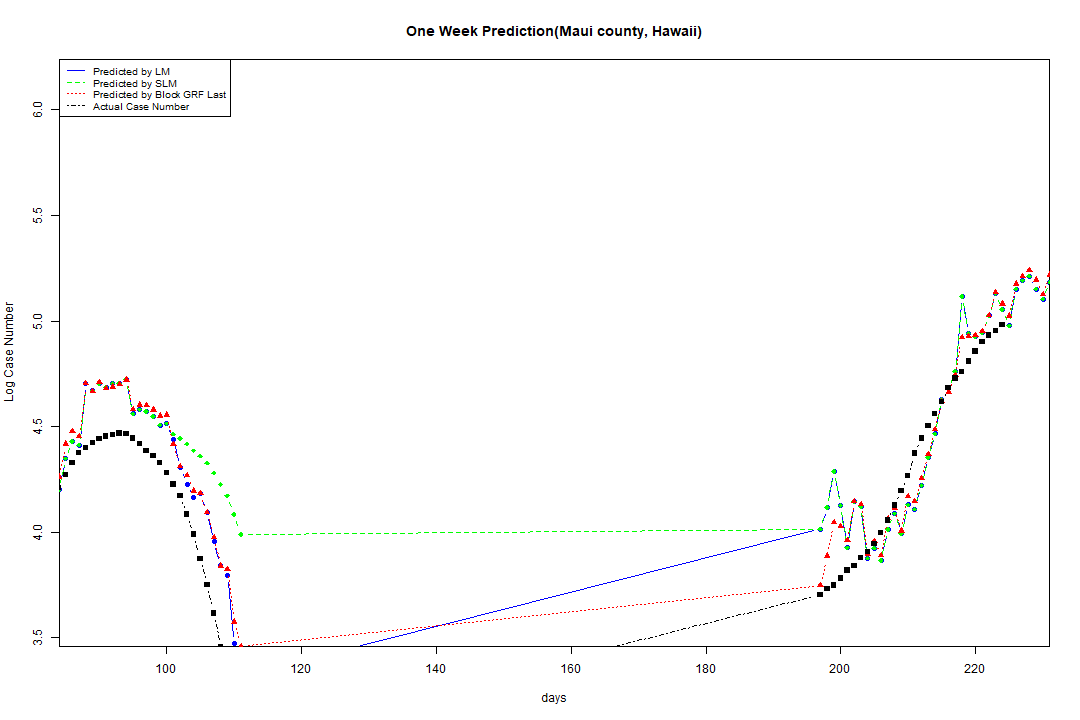 One Week Prediction(Maui county, Hawaii)
Predicted by LM
Predicted by SLM
Predicted by Block GRF Last
Actual Case Number
Log Case Number
6.0
5.5
5.0
4.5
4.0
3.5
100 120 140 160 180 200 220
days